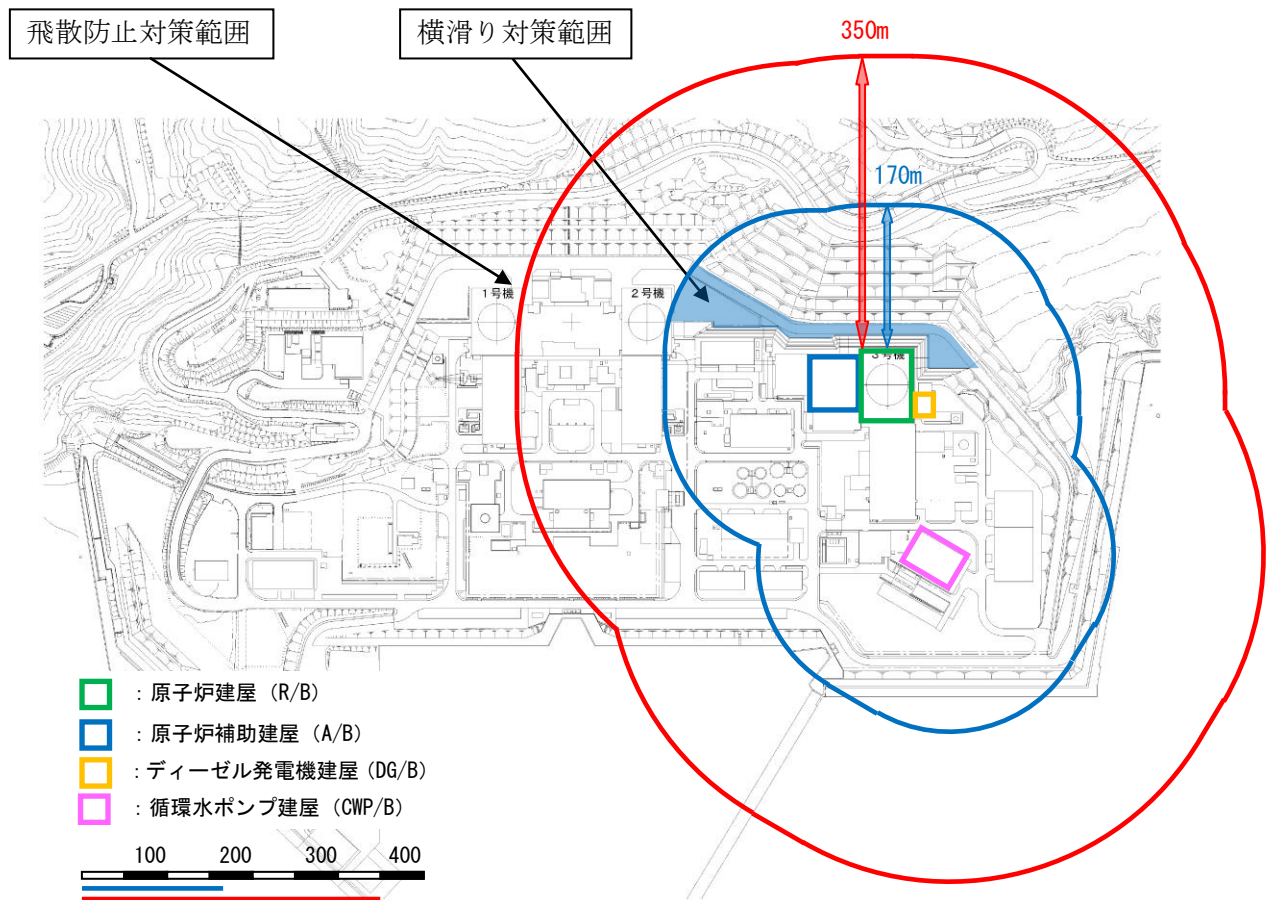 飛散防止対策範囲
横滑り対策範囲
350m
170m
1号機
2号機
3号機
：原子炉建屋 (R/B)
：原子炉補助建屋 (A/B)
：ディーゼル発電機建屋 (DG/B)
：循環水ポンプ建屋 (CWP/B)
100 200 300 400